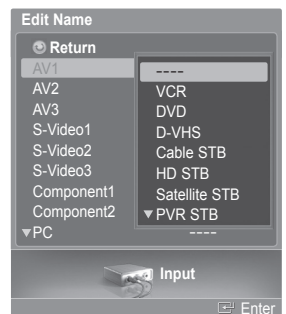 Edit Name
Return
AV1
----
AV2
VCR
AV3
DVD
S-Video1
D-VHS
S-Video2
Cable STB
S-Video3
HD STB
Component1
Satellite STB
Component2
▼PVR STB
▼PC
----
Input
Enter